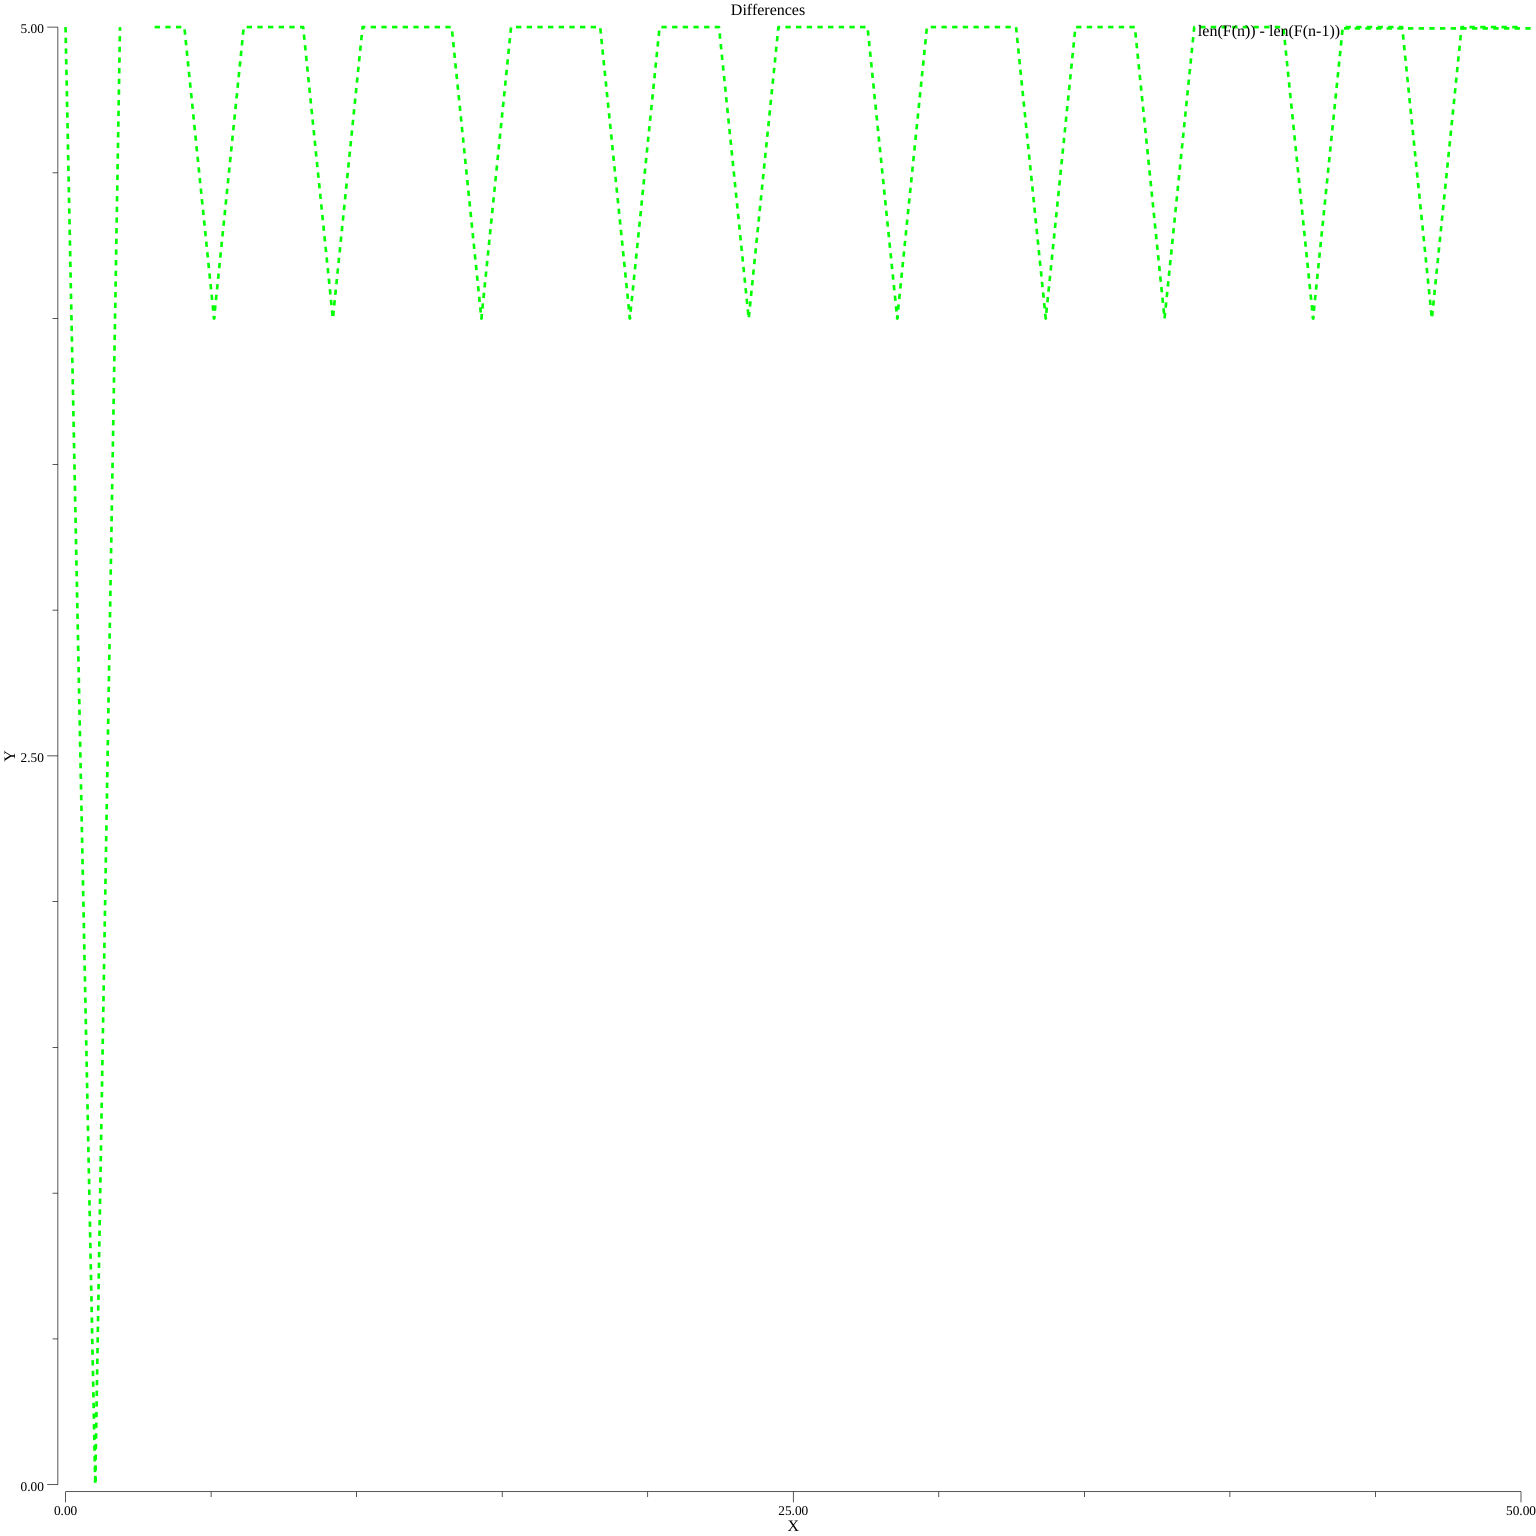 Differences
5.00
len(F(n)) - len(F(n-1))
Y
2.50
0.00
0.00
25.00
50.00
X